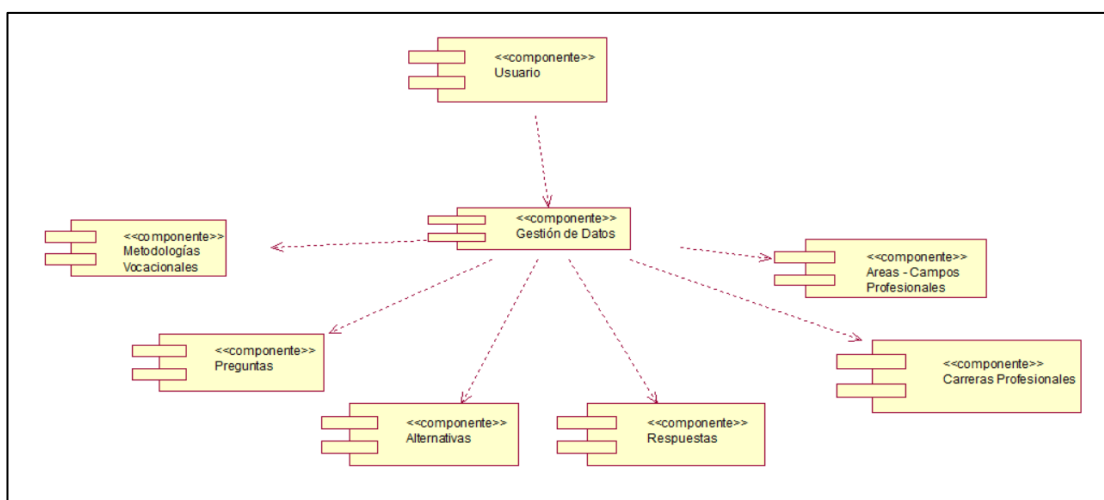 <<componente>>
Usuario
<<componente>>
Gestión de Datos
<<componente>>
Metodologías
Vocacionales
<<componente>>
Areas - Campos
Profesionales
<<componente>>
Preguntas
<<componente>>
Carreras Profesionales
<<componente>>
Alternativas
<<componente>>
Respuestas